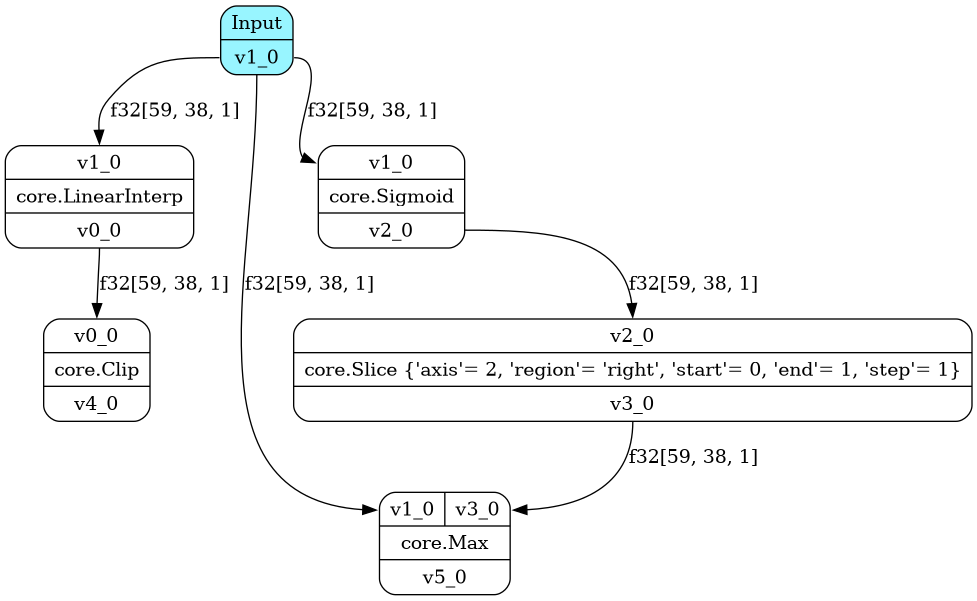 Input
v1_0
f32[59, 38, 1]
f32[59, 38, 1]
v1_0
core.LinearInterp
v0_0
v1_0
core.Sigmoid
v2_0
f32[59, 38, 1]
f32[59, 38, 1]
f32[59, 38, 1]
v0_0
core.Clip
v4_0
v2_0
core.Slice {'axis'= 2, 'region'= 'right', 'start'= 0, 'end'= 1, 'step'= 1}
v3_0
f32[59, 38, 1]
v1_0 v3_0
core.Max
v5_0